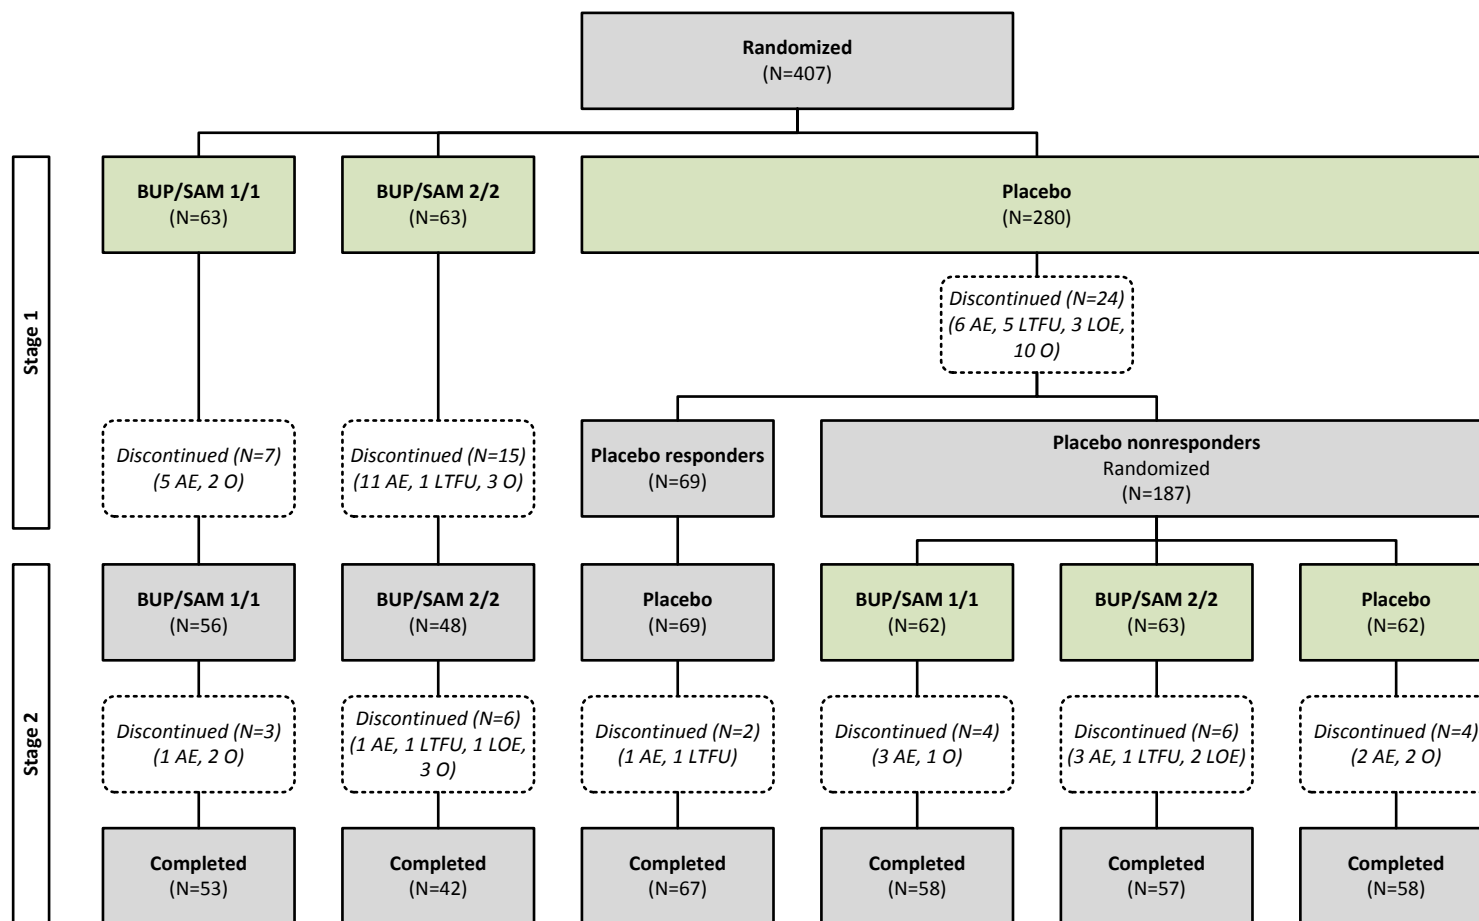 Randomized
(N=407)
Stage 1
BUP/SAM 1/1
(N=63)
BUP/SAM 2/2
(N=63)
Placebo
(N=280)
Discontinued (N=24)
(6 AE, 5 LTFU, 3 LOE,
10 O)
Discontinued (N=7)
(5 AE, 2 O)
Discontinued (N=15)
(11 AE, 1 LTFU, 3 O)
Placebo responders
(N=69)
Placebo nonresponders
Randomized
(N=187)
Stage 2
BUP/SAM 1/1
(N=56)
BUP/SAM 2/2
(N=48)
Placebo
(N=69)
BUP/SAM 1/1
(N=62)
BUP/SAM 2/2
(N=63)
Placebo
(N=62)
Discontinued (N=3)
(1 AE, 2 O)
Discontinued (N=6)
(1 AE, 1 LTFU, 1 LOE,
3 O)
Discontinued (N=2)
(1 AE, 1 LTFU)
Discontinued (N=4)
(3 AE, 1 O)
Discontinued (N=6)
(3 AE, 1 LTFU, 2 LOE)
Discontinued (N=4)
(2 AE, 2 O)
Completed
(N=53)
Completed
(N=42)
Completed
(N=67)
Completed
(N=58)
Completed
(N=57)
Completed
(N=58)